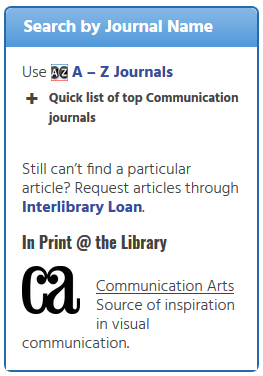 Search by Journal Name
Use AZ A – Z Journals
+ Quick list of top Communication
journals
Still can’t find a particular
article? Request articles through
Interlibrary Loan.
In Print @ the Library
ca
Communication Arts
Source of inspiration
in visual
communication.